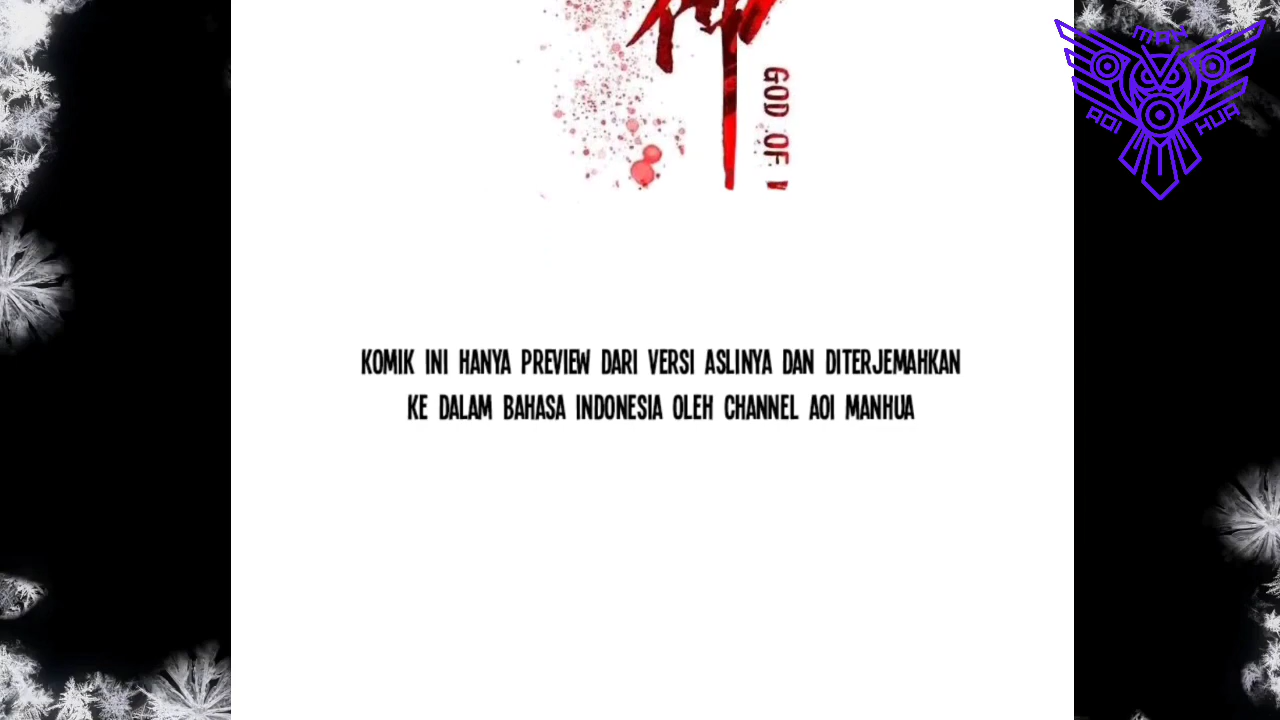 GOD OF
KOMIK INI HANYA PREVIEW DARI VERSI ASLINYA DAN DITERJEMAHKAN
KE DALAM BAHASA INDONESIA OLEH CHANNEL AOI MANHUA
MAN
AOI HUA